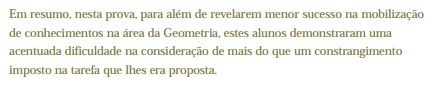 Em resumo, nesta prova, para além de revelarem menor sucesso na mobilização
de conhecimentos na área da Geometria, estes alunos demonstraram uma
acentuada dificuldade na consideração de mais do que um constrangimento
imposto na tarefa que lhes era proposta.